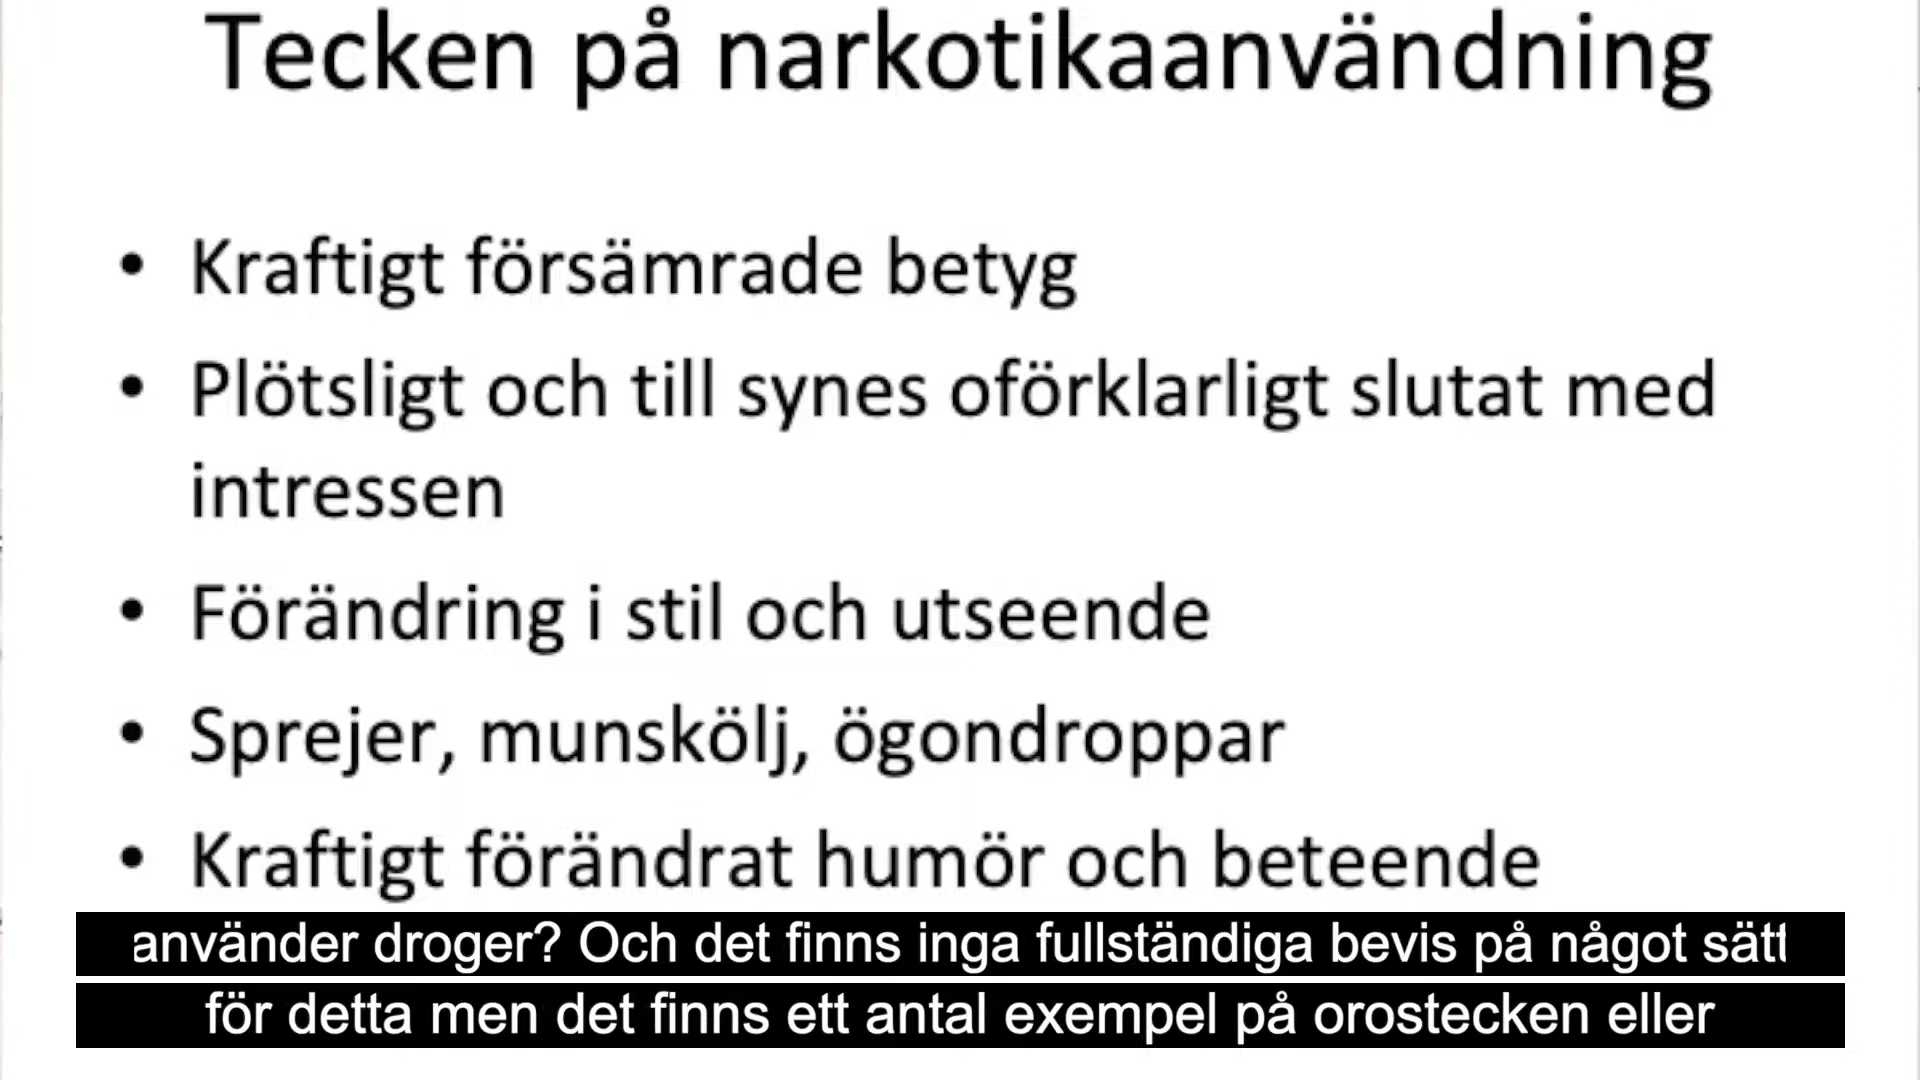 Tecken på narkotikaanvändning
• Kraftigt försämrade betyg
• Plötsligt och till synes oförklarligt slutat med
intressen
• Förändring i stil och utseende
• Sprejer, munskölj, ögondroppar
• Kraftigt förändrat humör och beteende
använder droger? Och det finns inga fullständiga bevis på något sätt
för detta men det finns ett antal exempel på orostecken eller